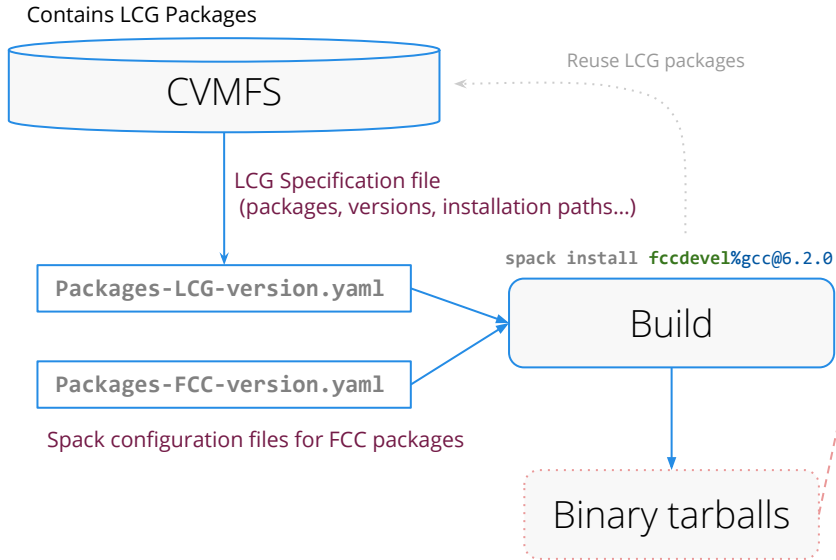 Contains LCG Packages
CVMFS
Reuse LCG packages
LCG Specification file
(packages, versions, installation paths...)
spack install fccdevel%gcc@6.2.0
Packages-LCG-version.yaml
Build
Packages-FCC-version.yaml
Spack configuration files for FCC packages
Binary tarballs